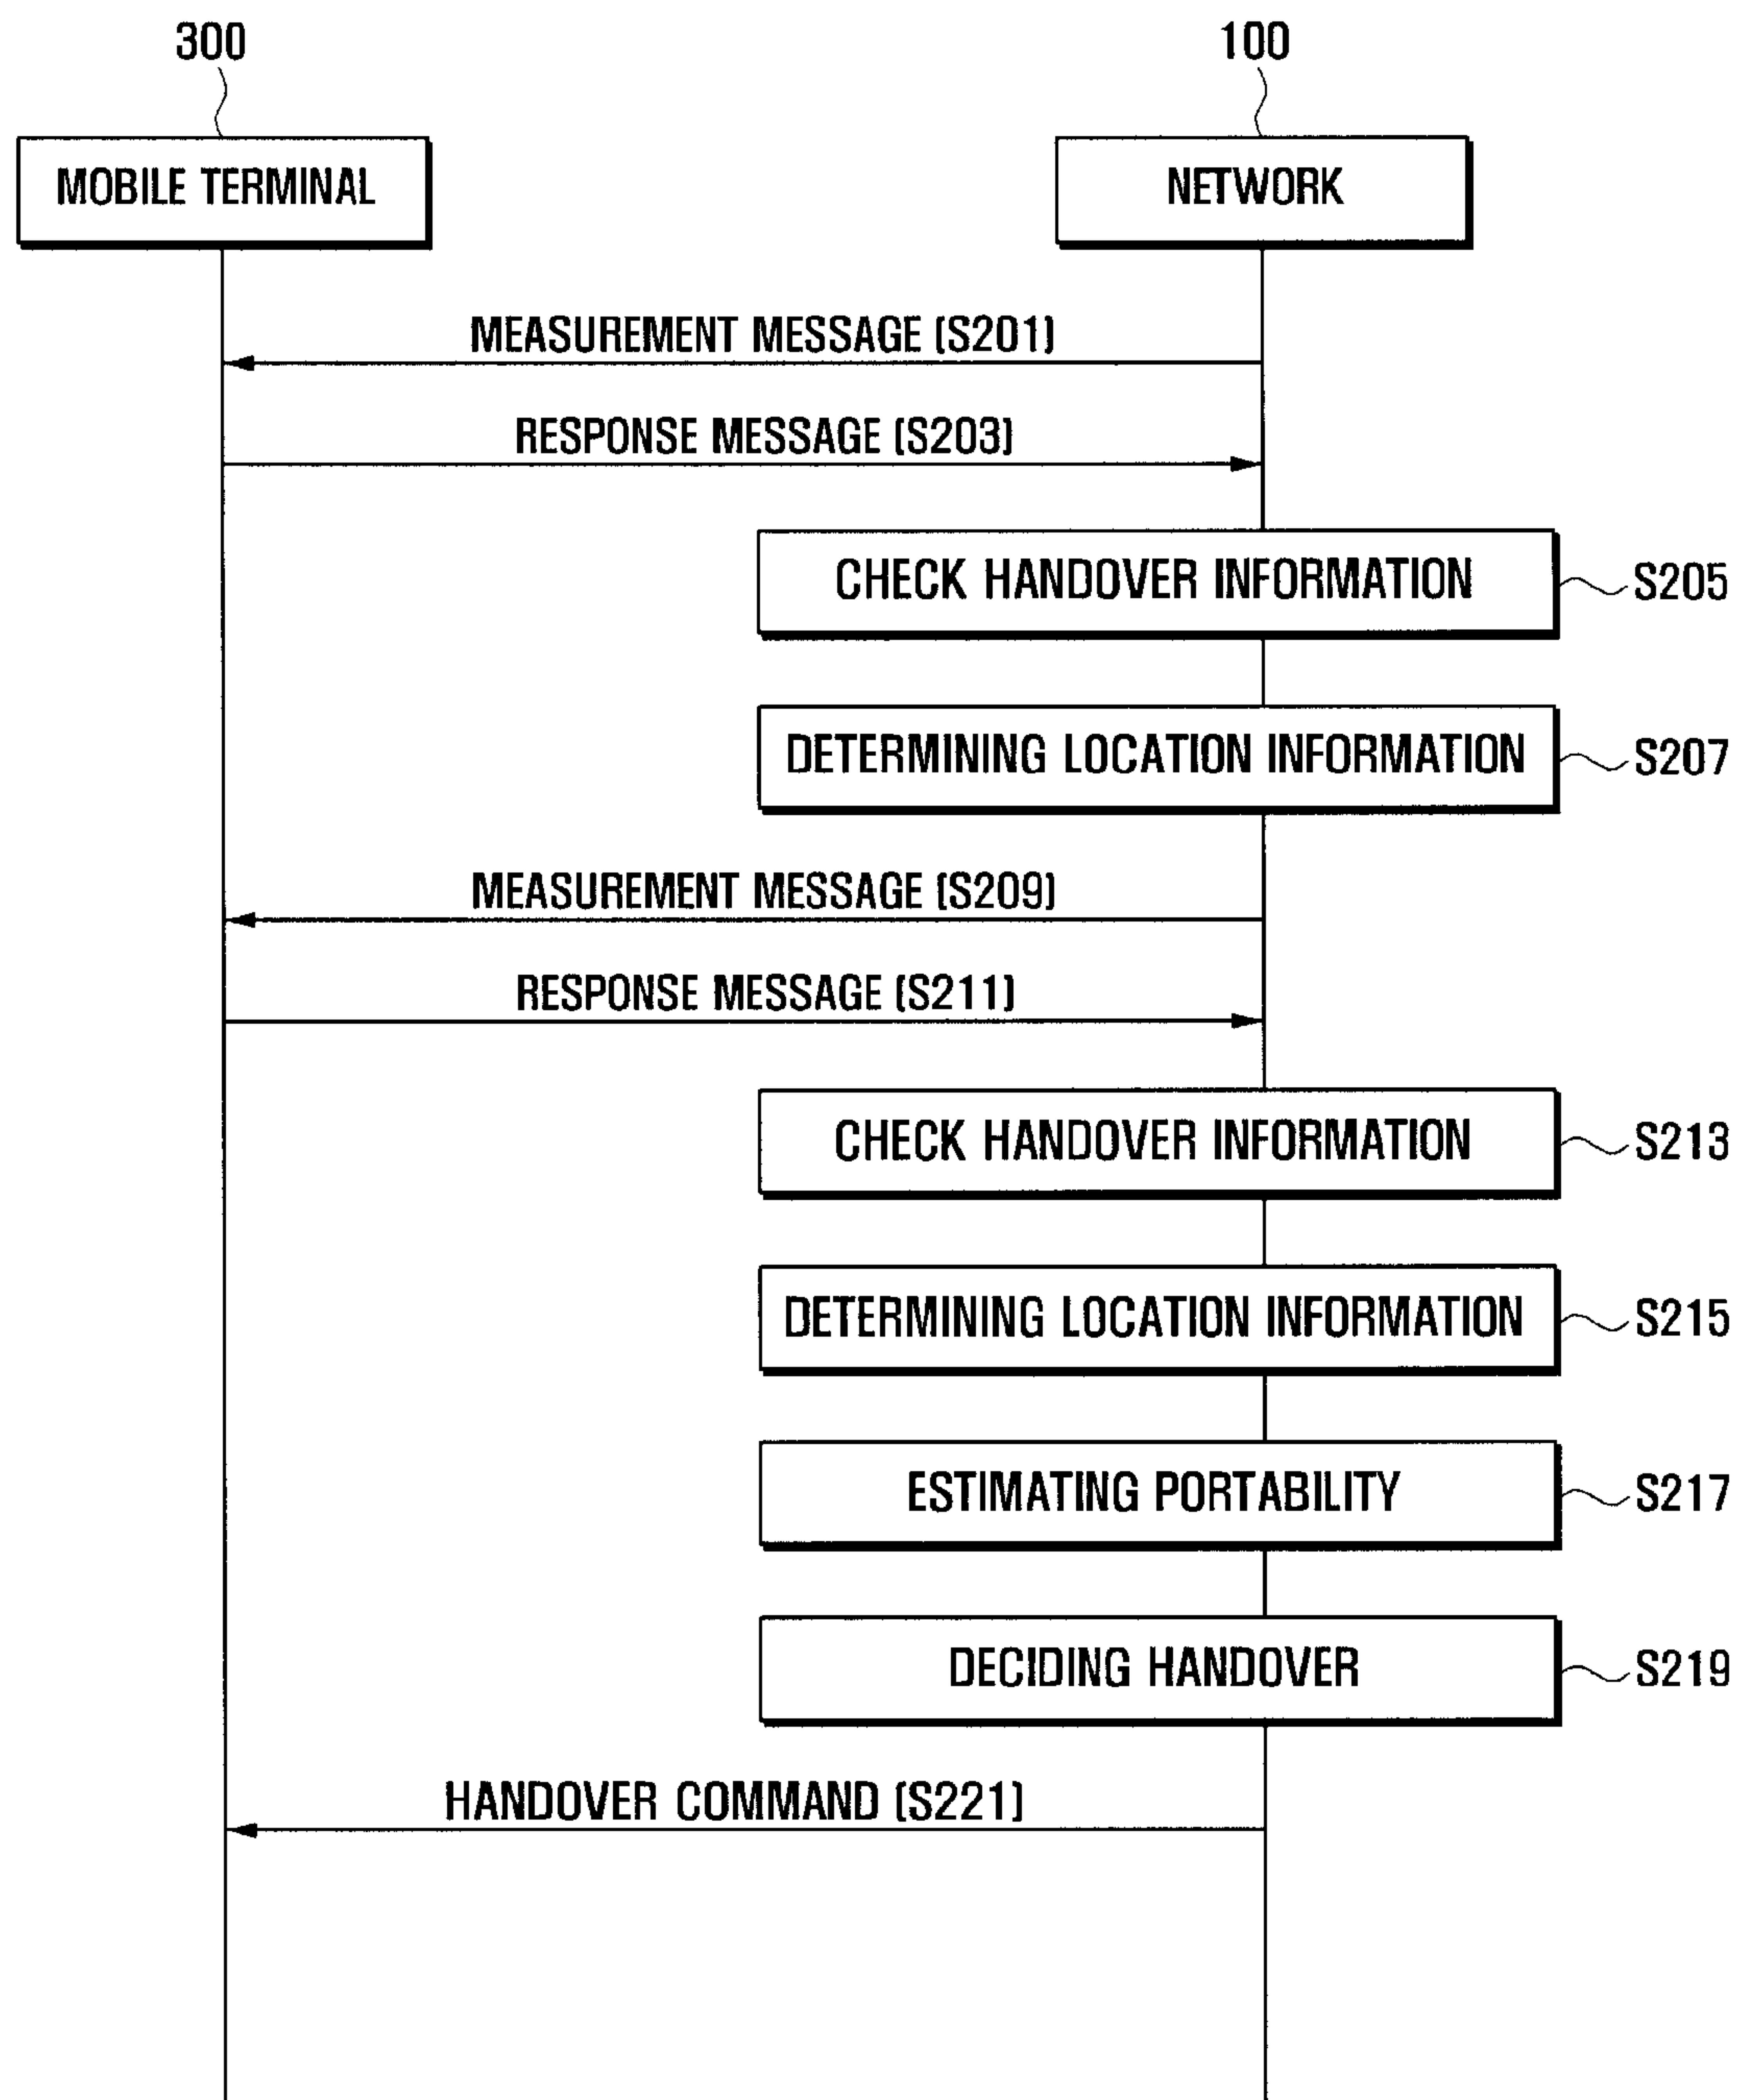 300
100
MOBILE TERMINAL
NETWORK
MEASUREMENT MESSAGE (S201)
RESPONSE MESSAGE (S203)
CHECK HANDOVER INFORMATION
S205
DETERMINING LOCATION INFORMATION
S207
MEASUREMENT MESSAGE (S209)
RESPONSE MESSAGE (S211)
CHECK HANDOVER INFORMATION
S213
DETERMINING LOCATION INFORMATION
S215
ESTIMATING PORTABILITY
S217
DECIDING HANDOVER
S219
HANDOVER COMMAND (S221)